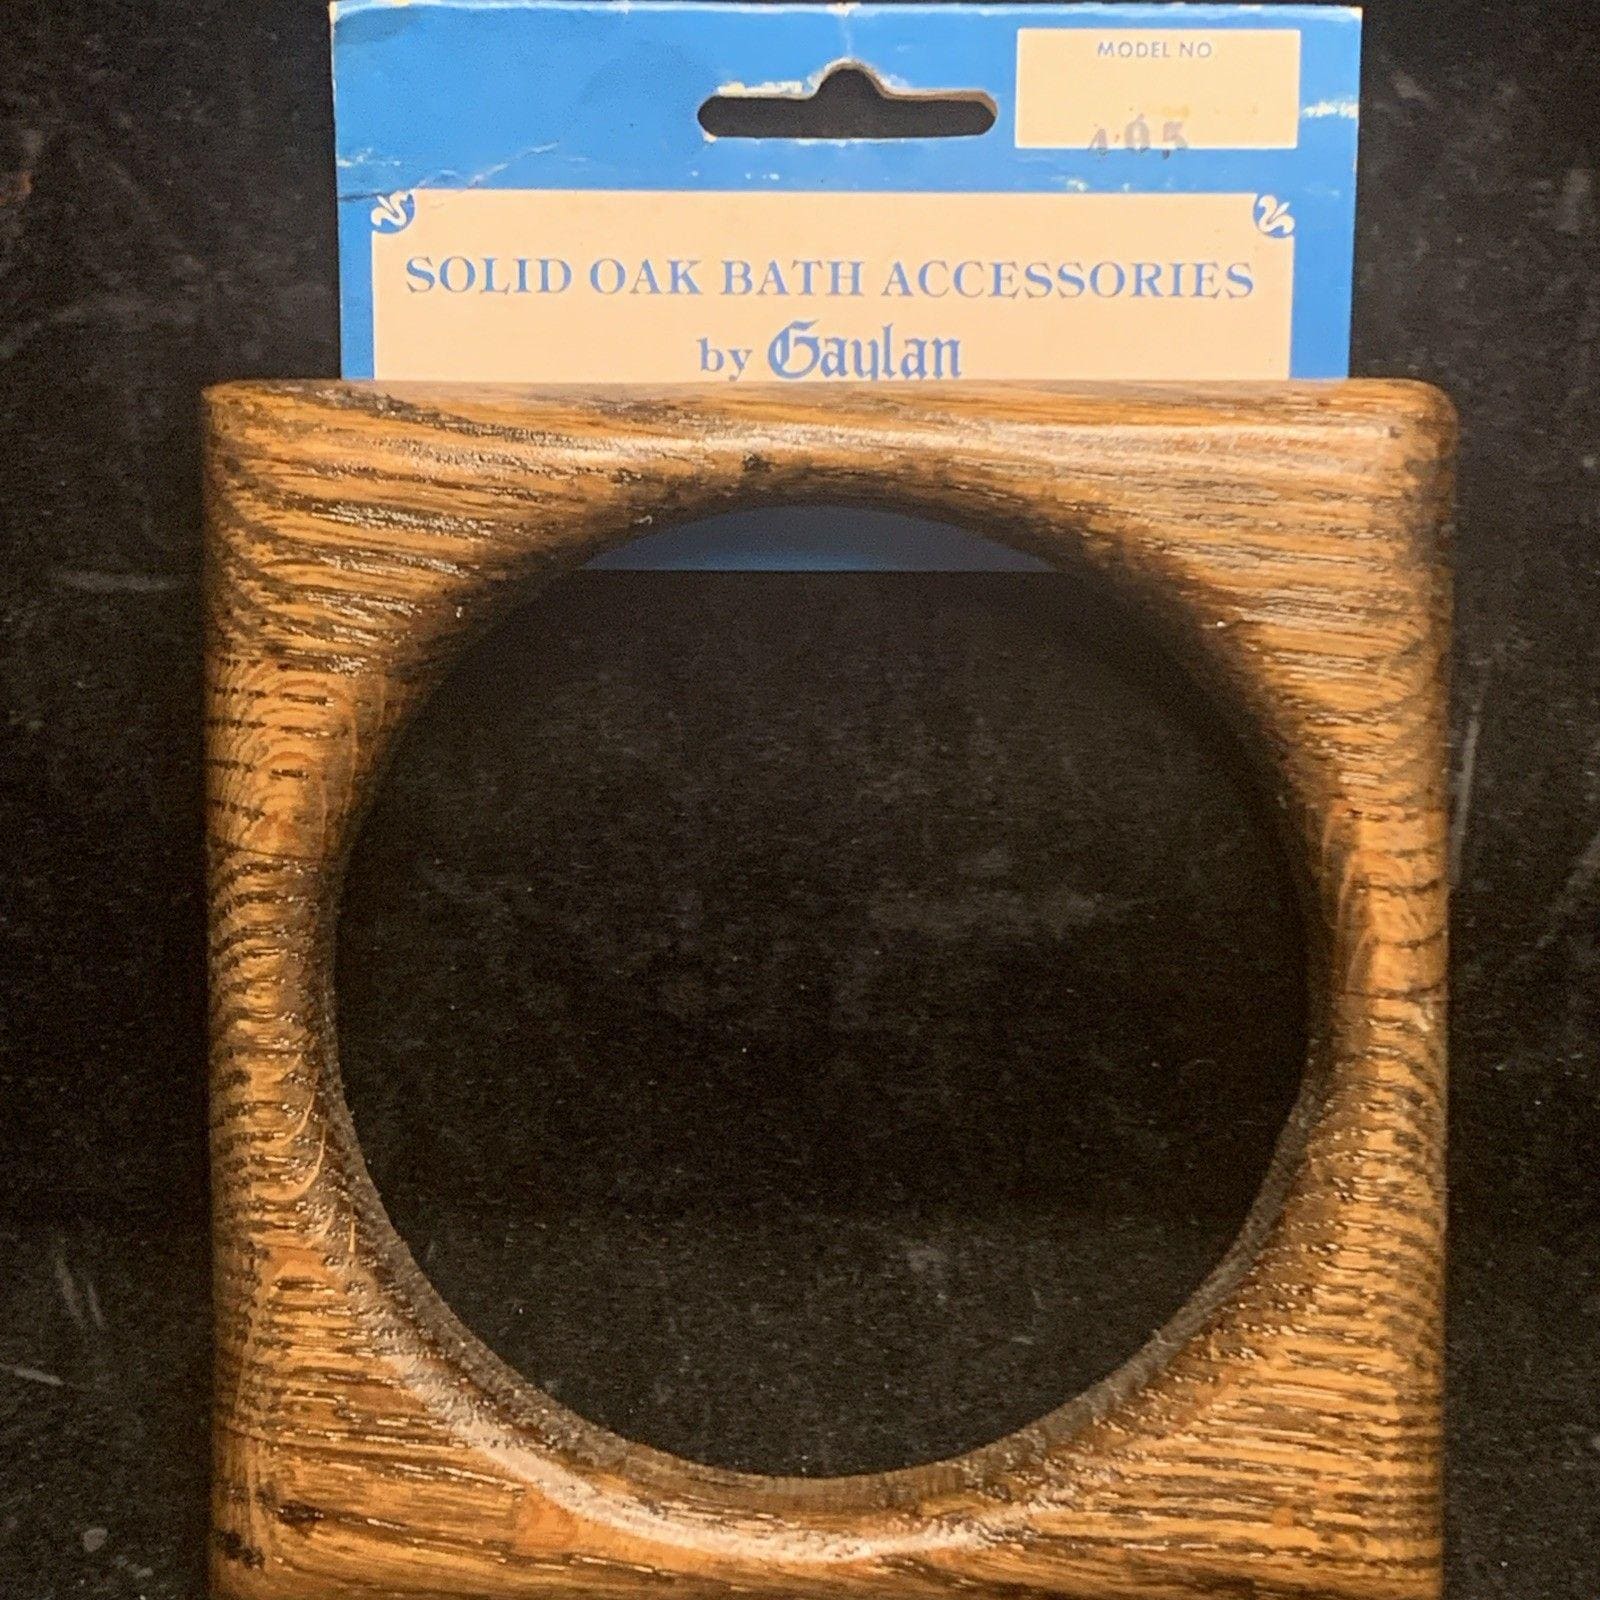 MODEL NO
405
SOLID OAK BATH ACCESSORIES
by Gaylan